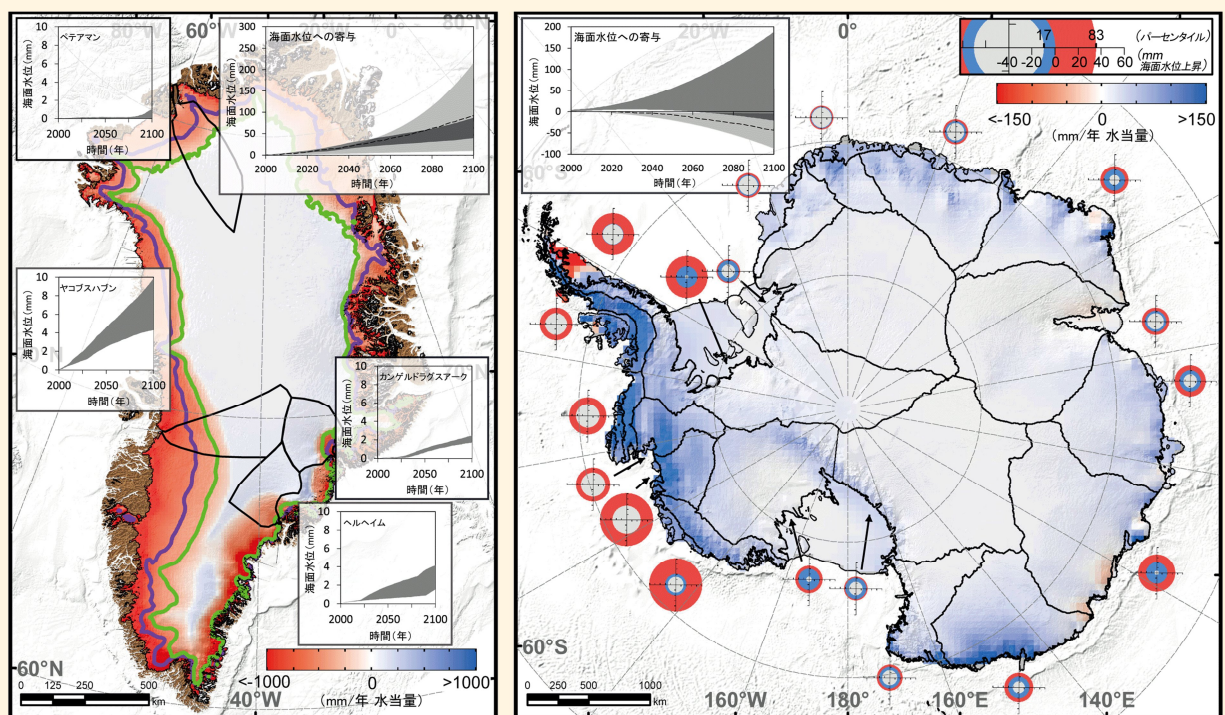 80°W
60°W
80°N
ペテアマン
海面水位(mm)
10
8
6
4
2
0
2000
2050
2100
時間(年)
海面水位への寄与
海面水位(mm)
300
250
200
150
100
50
0
2000
2020
2040
2060
2080
2100
時間(年)
ヤコブスハブン
海面水位(mm)
10
8
6
4
2
0
2000
2050
2100
時間(年)
カンゲルドラグスアーク
海面水位(mm)
10
8
6
4
2
0
2000
2050
2100
時間(年)
ヘルヘイム
海面水位(mm)
10
8
6
4
2
0
2000
2050
2100
時間(年)
60°N
40°W
0 125 250 500
km
<-1000 0 >1000
(mm/年 水当量)
20°W
0°
海面水位への寄与
海面水位(mm)
200
150
100
50
0
-50
-100
2000
2020
2040
2060
2080
2100
時間(年)
17 83 (パーセンタイル)
-40 -20 0 20 40 60 (mm
海面水位上昇)
<-150 0 >150
(mm/年 水当量)
60°S
60°S
160°W
180°
160°E
140°E
0 250 500 1000
km